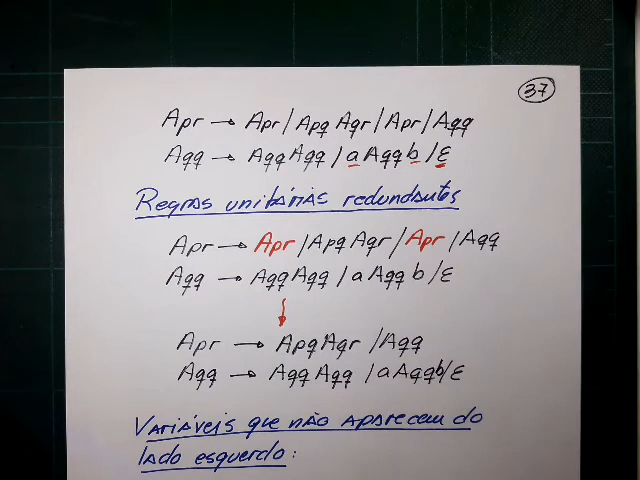 37
Apr → Apr / Apq Aqr / Apr / Aqq
Aqq → Aqq Aqq / a Aqq b / ε
Regras unitárias redundantes
Apr → Apr / Apq Aqr / Apr / Aqq
Aqq → Aqq Aqq / a Aqq b / ε
↓
Apr → Apq Aqr / Aqq
Aqq → Aqq Aqq / a Aqq b / ε
Variáveis que não aparecem do
lado esquerdo: